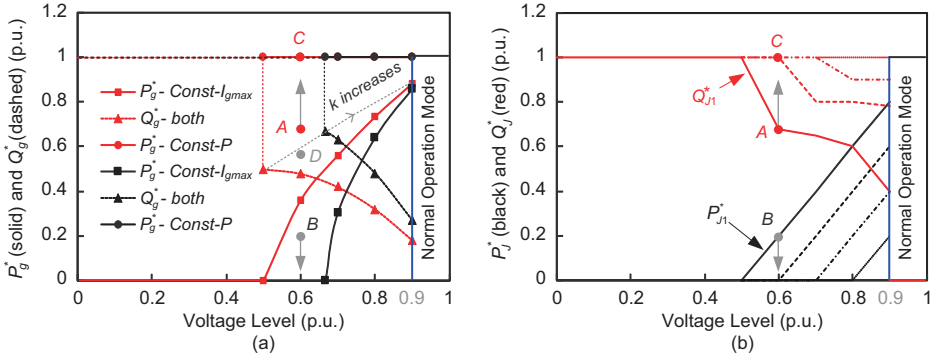 P*g (solid) and Q*g (dashed) (p.u.)
1.2
1
0.8
0.6
0.4
0.2
0
0
0.2
0.4
0.6
0.8
0.9
1
P*g - Const-Igmax
Q*g - both
P*g - Const-P
P*g - Const-Igmax
Q*g - both
P*g - Const-P
C
A
D
B
k increases
Normal Operation Mode
Voltage Level (p.u.)
(a)
P*J (black) and Q*J (red) (p.u.)
1.2
1
0.8
0.6
0.4
0.2
0
0
0.2
0.4
0.6
0.8
0.9
1
C
Q*J1
A
P*J1
B
Normal Operation Mode
Voltage Level (p.u.)
(b)